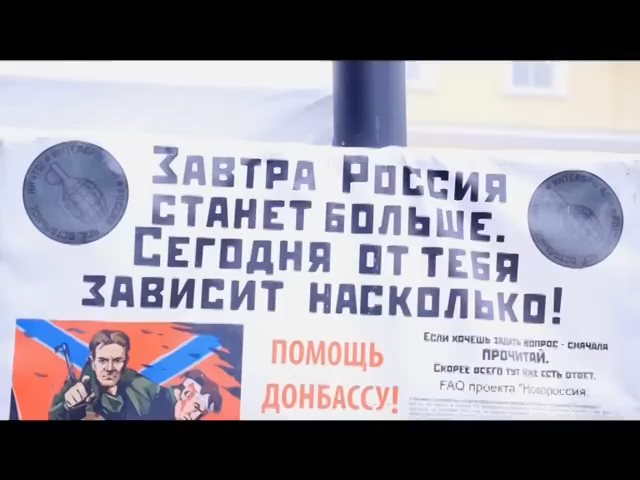 Завтра Россия
станет больше.
Сегодня от тебя
зависит насколько!
ПОМОЩЬ
ДОНБАССУ!
Если хочешь задать вопрос - сначала
ПРОЧИТАЙ.
Скорее всего тут уже есть ответ.
FAQ проекта "Новороссия